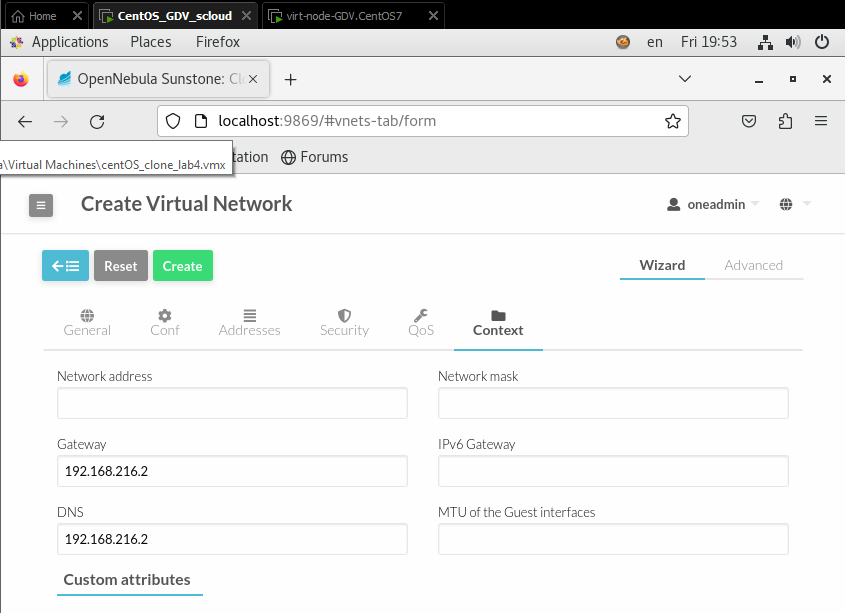 Home
CentOS_GDV_scloud
virt-node-GDV.CentOS7
Applications Places Firefox en Fri 19:53
OpenNebula Sunstone: Cl
localhost:9869/#vnets-tab/form
a\Virtual Machines\centOS_clone_lab4.vmx
tation Forums
Create Virtual Network
oneadmin
Reset Create Wizard Advanced
General Conf Addresses Security QoS Context
Network address Network mask
Gateway IPv6 Gateway
192.168.216.2
DNS MTU of the Guest interfaces
192.168.216.2
Custom attributes